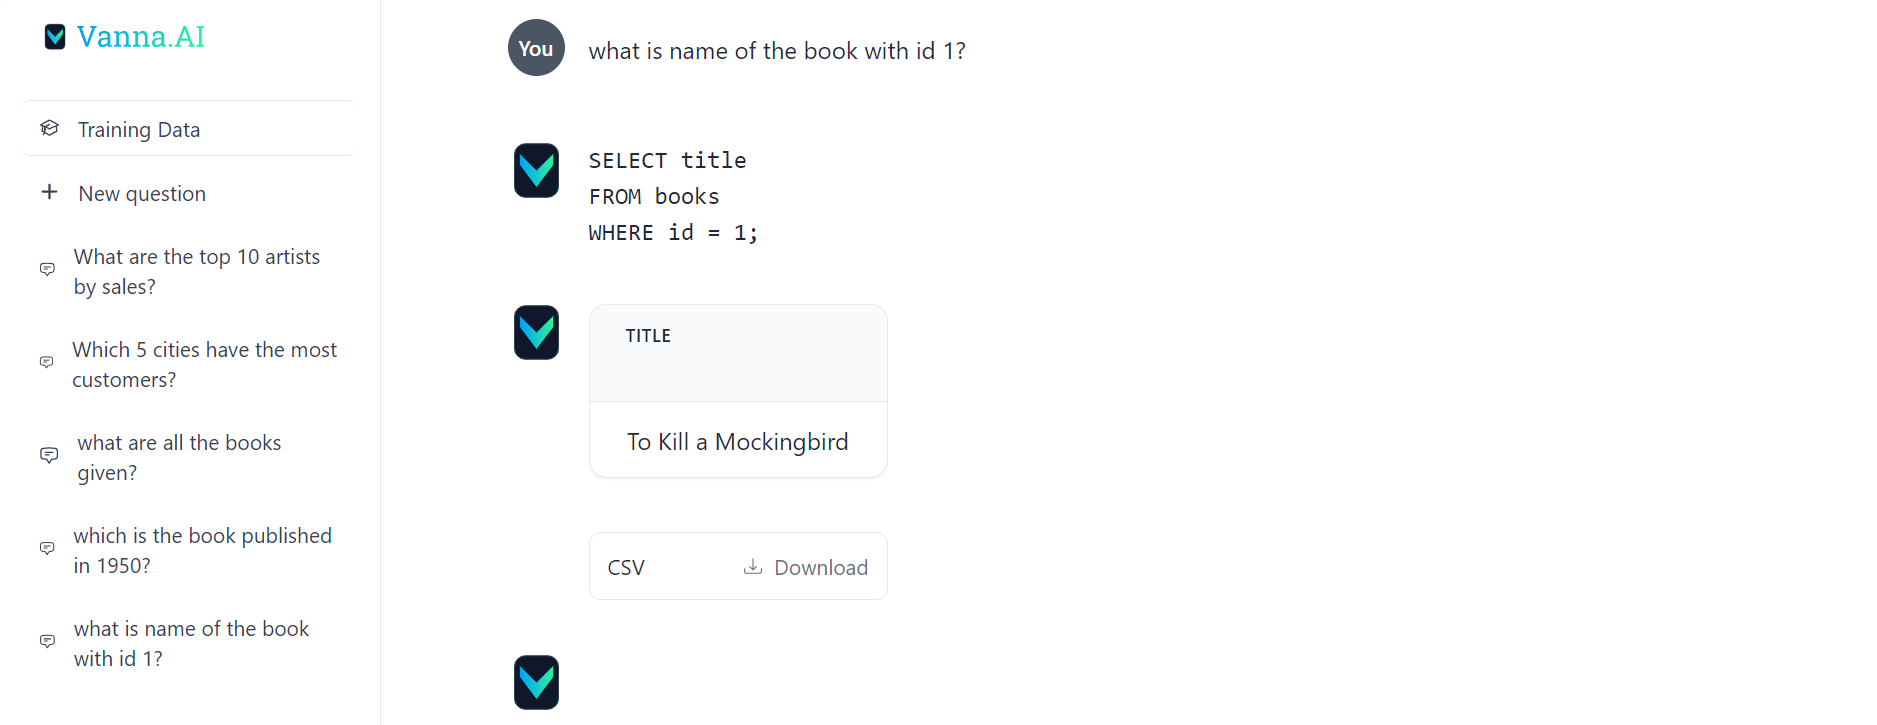 Vanna.AI
Training Data
New question
What are the top 10 artists
by sales?
Which 5 cities have the most
customers?
what are all the books
given?
which is the book published
in 1950?
what is name of the book
with id 1?
You
what is name of the book with id 1?
SELECT title
FROM books
WHERE id = 1;
TITLE
To Kill a Mockingbird
CSV
Download